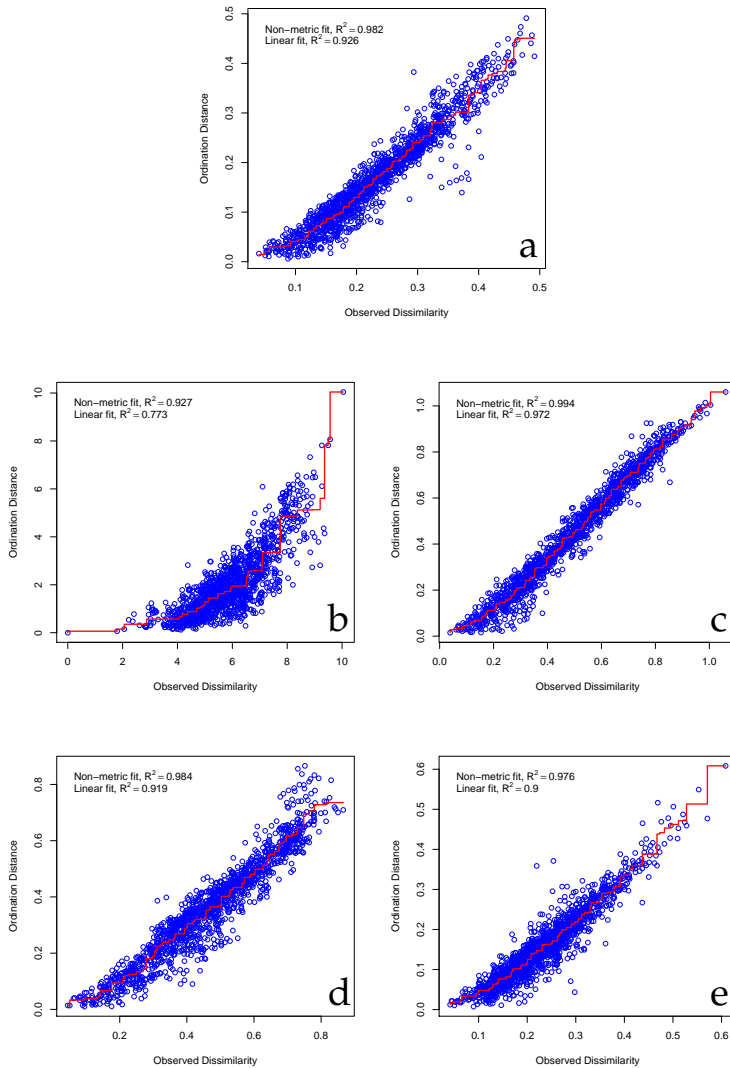 Non−metric fit, R² = 0.982
Linear fit, R² = 0.926
Ordination Distance
0.5
0.4
0.3
0.2
0.1
0.0
a
0.1 0.2 0.3 0.4 0.5
Observed Dissimilarity
Non−metric fit, R² = 0.927
Linear fit, R² = 0.773
Ordination Distance
10
8
6
4
2
0
b
0 2 4 6 8 10
Observed Dissimilarity
Non−metric fit, R² = 0.994
Linear fit, R² = 0.972
Ordination Distance
1.0
0.8
0.6
0.4
0.2
0.0
c
0.0 0.2 0.4 0.6 0.8 1.0
Observed Dissimilarity
Non−metric fit, R² = 0.984
Linear fit, R² = 0.919
Ordination Distance
0.8
0.6
0.4
0.2
0.0
d
0.2 0.4 0.6 0.8
Observed Dissimilarity
Non−metric fit, R² = 0.976
Linear fit, R² = 0.9
Ordination Distance
0.6
0.5
0.4
0.3
0.2
0.1
0.0
e
0.1 0.2 0.3 0.4 0.5 0.6
Observed Dissimilarity